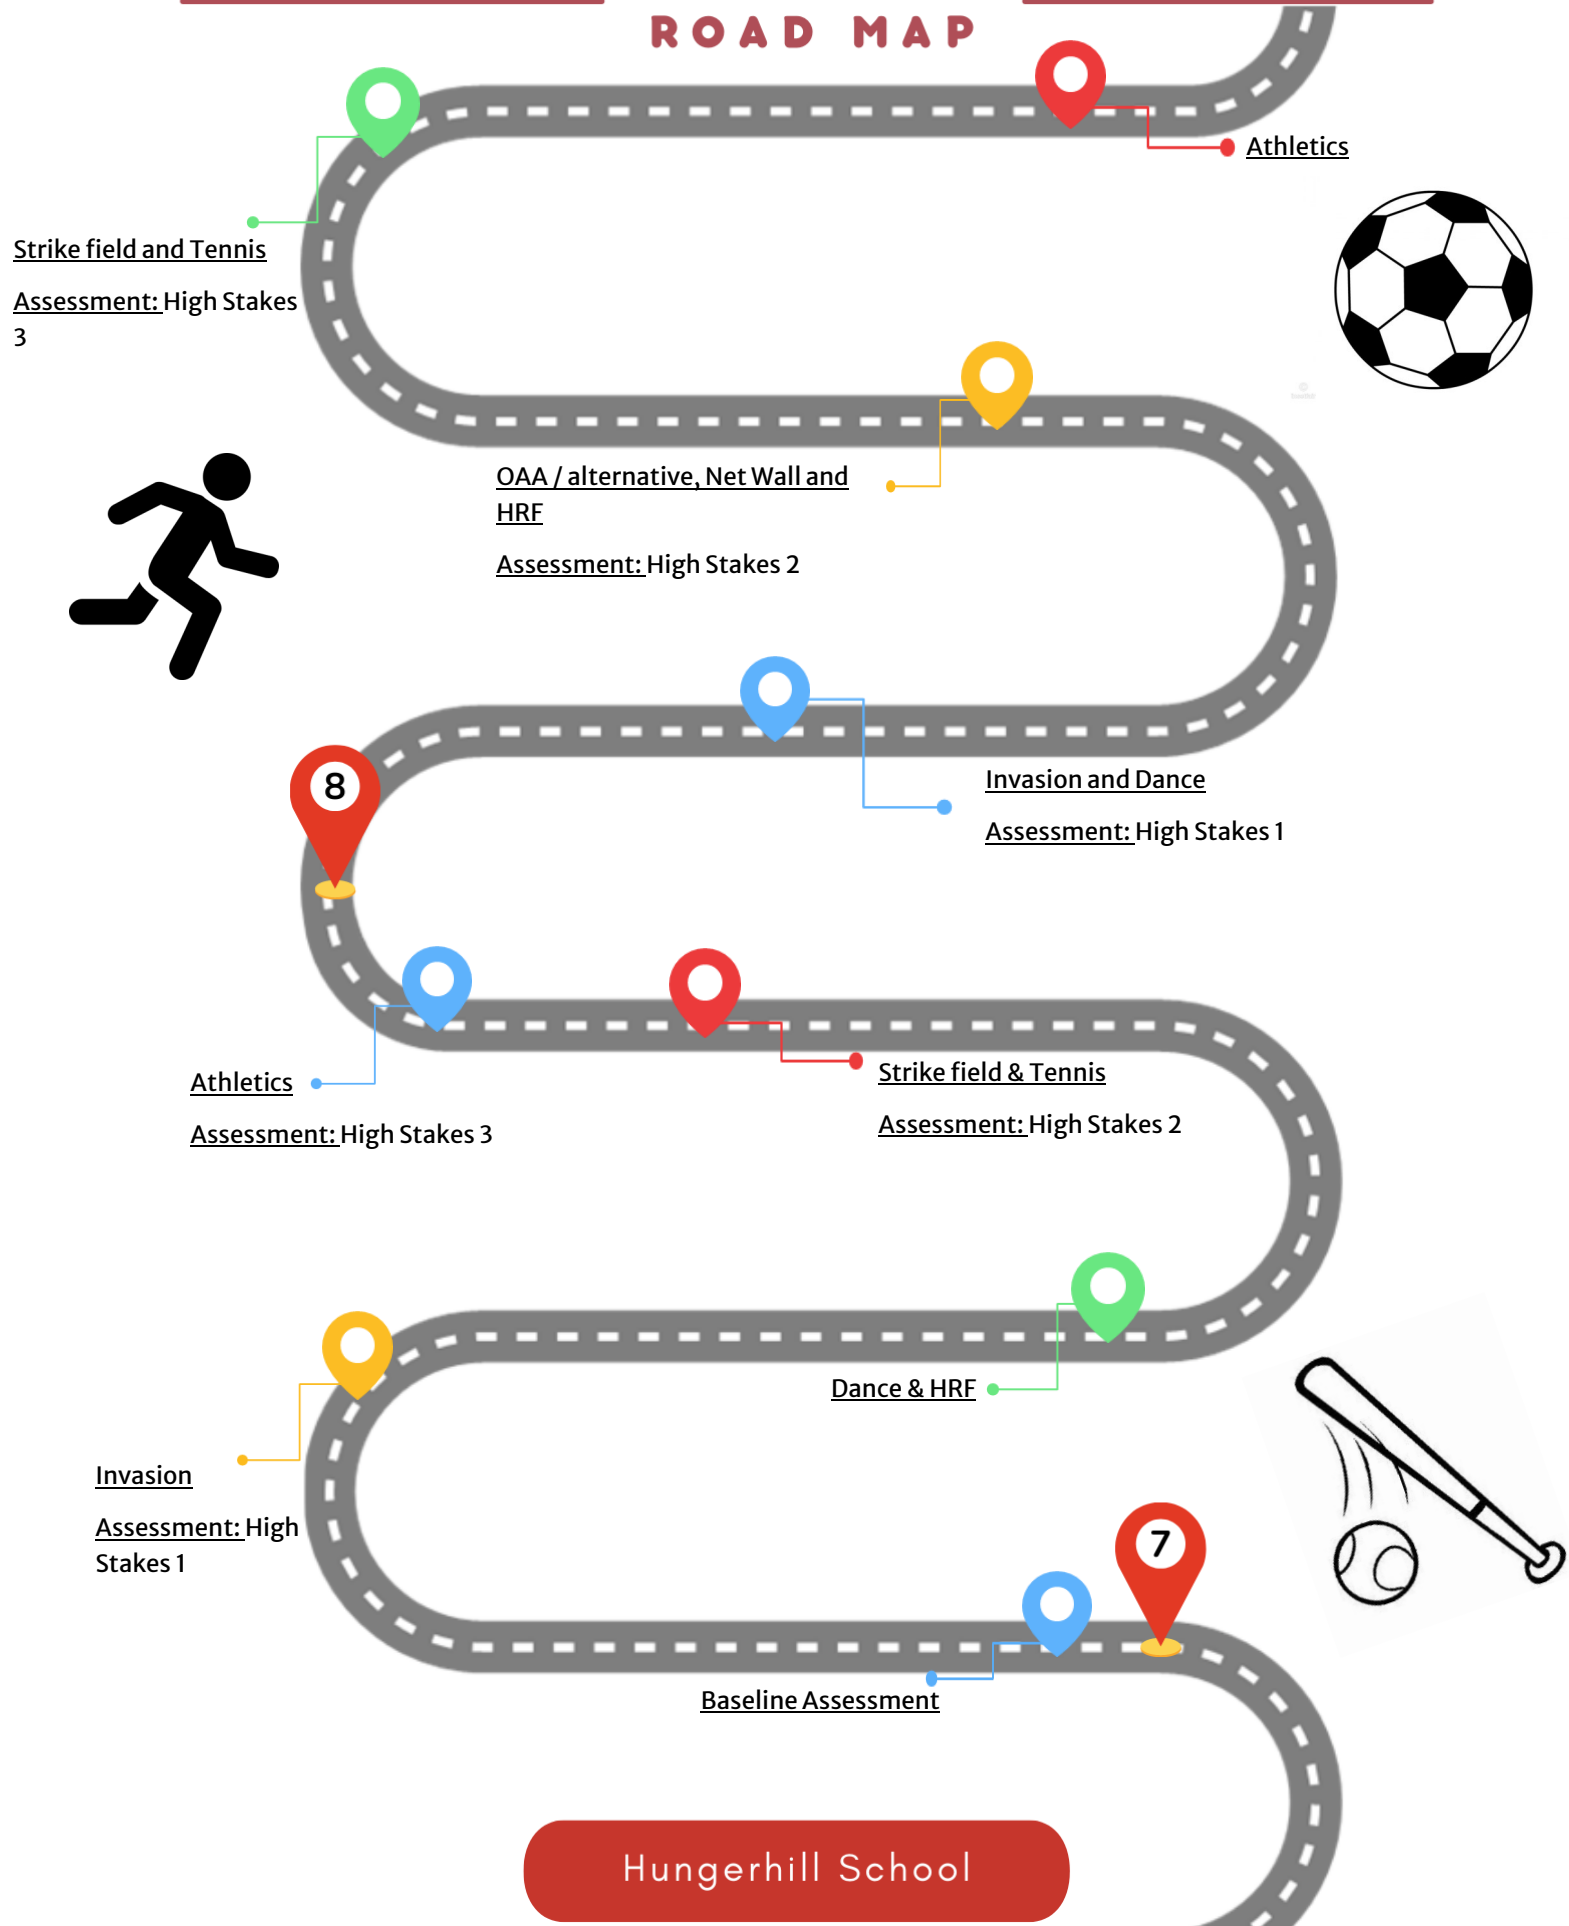 ROAD MAP
Athletics
Strike field and Tennis
Assessment: High Stakes
3
OAA / alternative, Net Wall and
HRF
Assessment: High Stakes 2
Invasion and Dance
Assessment: High Stakes 1
8
Athletics
Assessment: High Stakes 3
Strike field & Tennis
Assessment: High Stakes 2
Dance & HRF
Invasion
Assessment: High
Stakes 1
7
Baseline Assessment
Hungerhill School